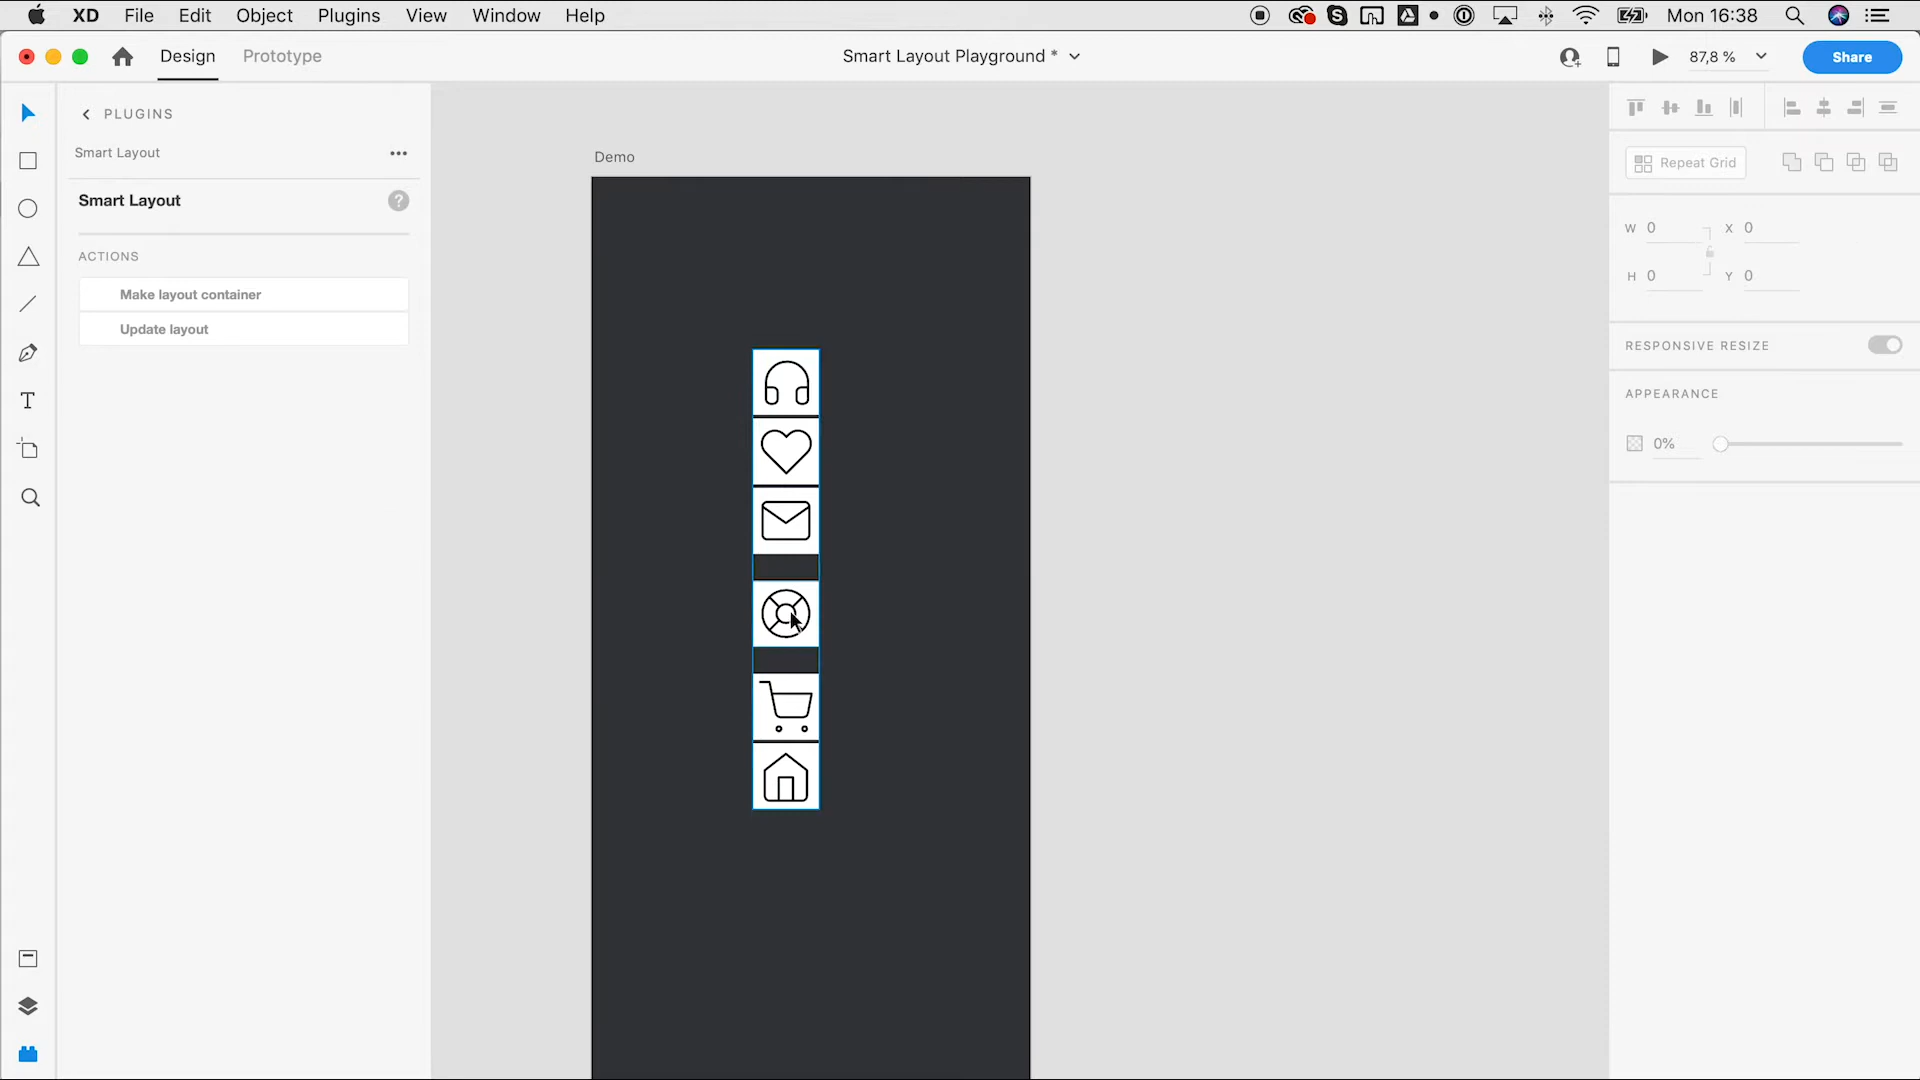 XD File Edit Object Plugins View Window Help Mon 16:38
Design Prototype Smart Layout Playground * 87,8 % Share
PLUGINS
Smart Layout
Smart Layout ?
ACTIONS
Make layout container
Update layout
T
Demo
Repeat Grid
W 0 X 0
H 0 Y 0
RESPONSIVE RESIZE
APPEARANCE
0%